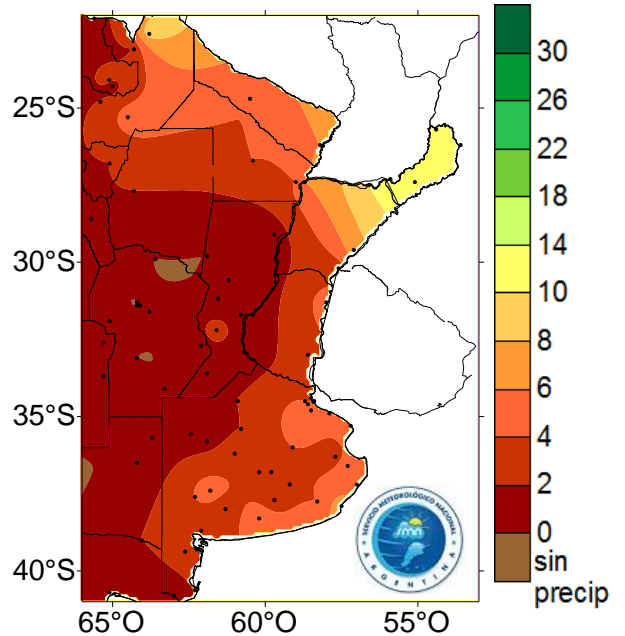 30
26
22
18
14
10
8
6
4
2
0
sin
precip
25°S
30°S
35°S
40°S
65°O
60°O
55°O
SERVICIO METEOROLÓGICO NACIONAL
smn
ARGENTINA